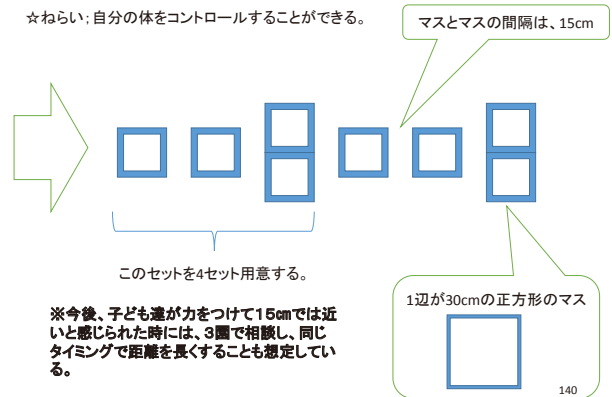 ☆ねらい；自分の体をコントロールすることができる。
マスとマスの間隔は、15cm
このセットを4セット用意する。
※今後、子ども達が力をつけて15cmでは近
いと感じられた時には、3園で相談し、同じ
タイミングで距離を長くすることも想定してい
る。
1辺が30cmの正方形のマス
140